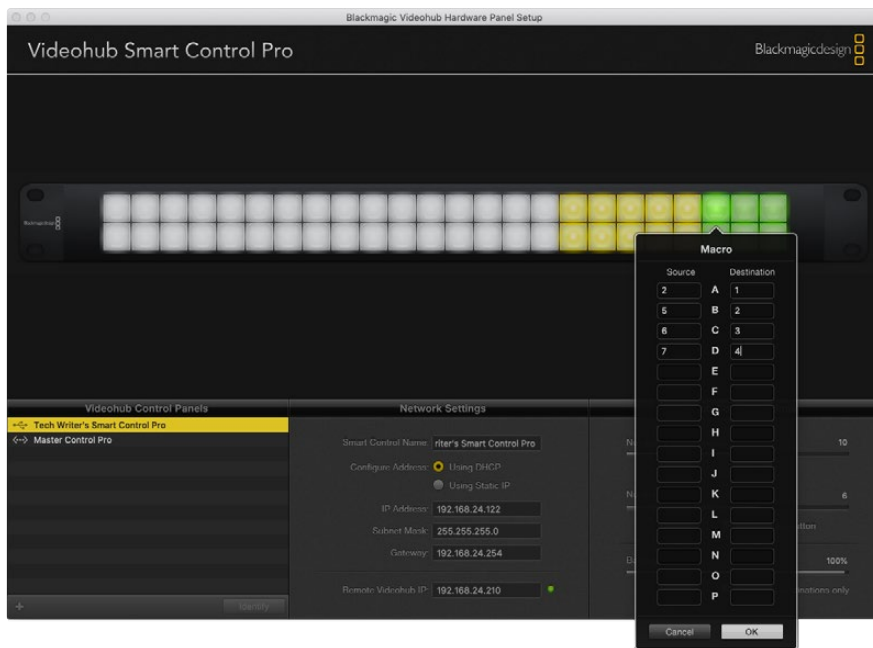 Blackmagic Videohub Hardware Panel Setup
Videohub Smart Control Pro
Blackmagicdesign
Blackmagicdesign
Macro
Source Destination
2 A 1
5 B 2
6 C 3
7 D 4
E
F
G
H
I
J
K
L
M
N
O
P
Cancel OK
Videohub Control Panels
Tech Writer's Smart Control Pro
Master Control Pro
Identify
Network Settings
Smart Control Name: riter's Smart Control Pro
Configure Address: Using DHCP
Using Static IP
IP Address: 192.168.24.122
Subnet Mask: 255.255.255.0
Gateway: 192.168.24.254
Remote Videohub IP: 192.168.24.210
10
6
100%